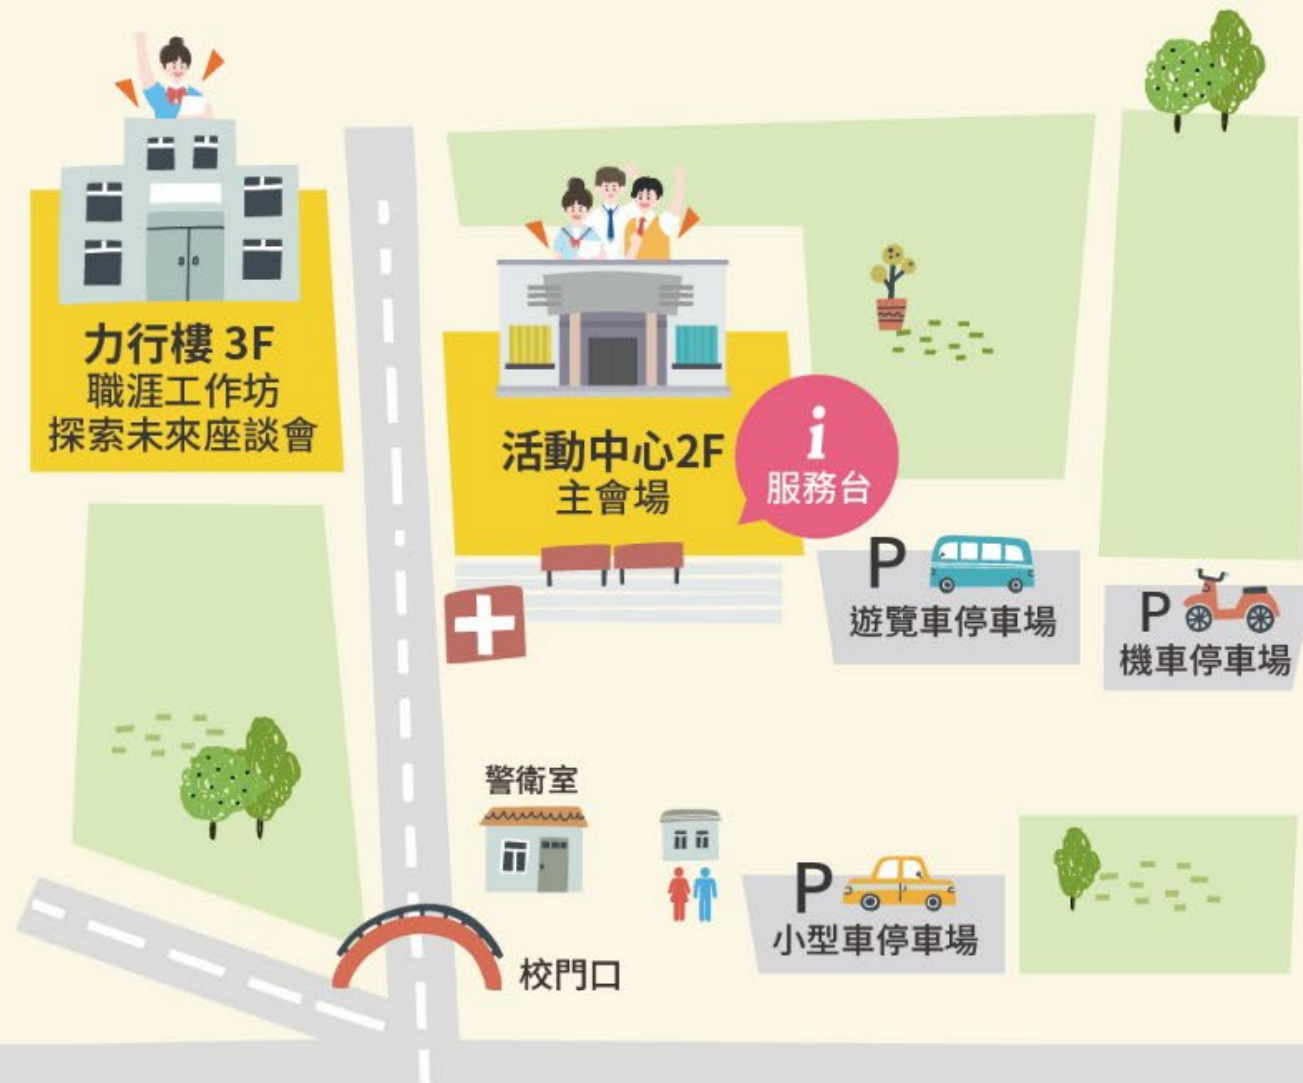 力行樓 3F
職涯工作坊
探索未來座談會
活動中心2F
主會場
i
服務台
P
遊覽車停車場
P
機車停車場
警衛室
P
小型車停車場
校門口